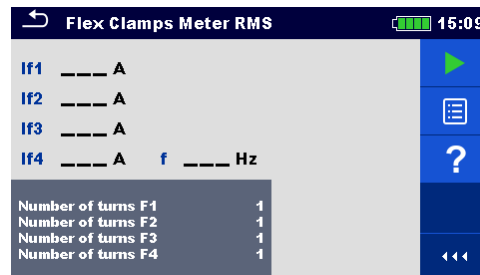 Flex Clamps Meter RMS 15:09
If1 ___ A
If2 ___ A
If3 ___ A
If4 ___ A f ___ Hz
?
Number of turns F1 1
Number of turns F2 1
Number of turns F3 1
Number of turns F4 1